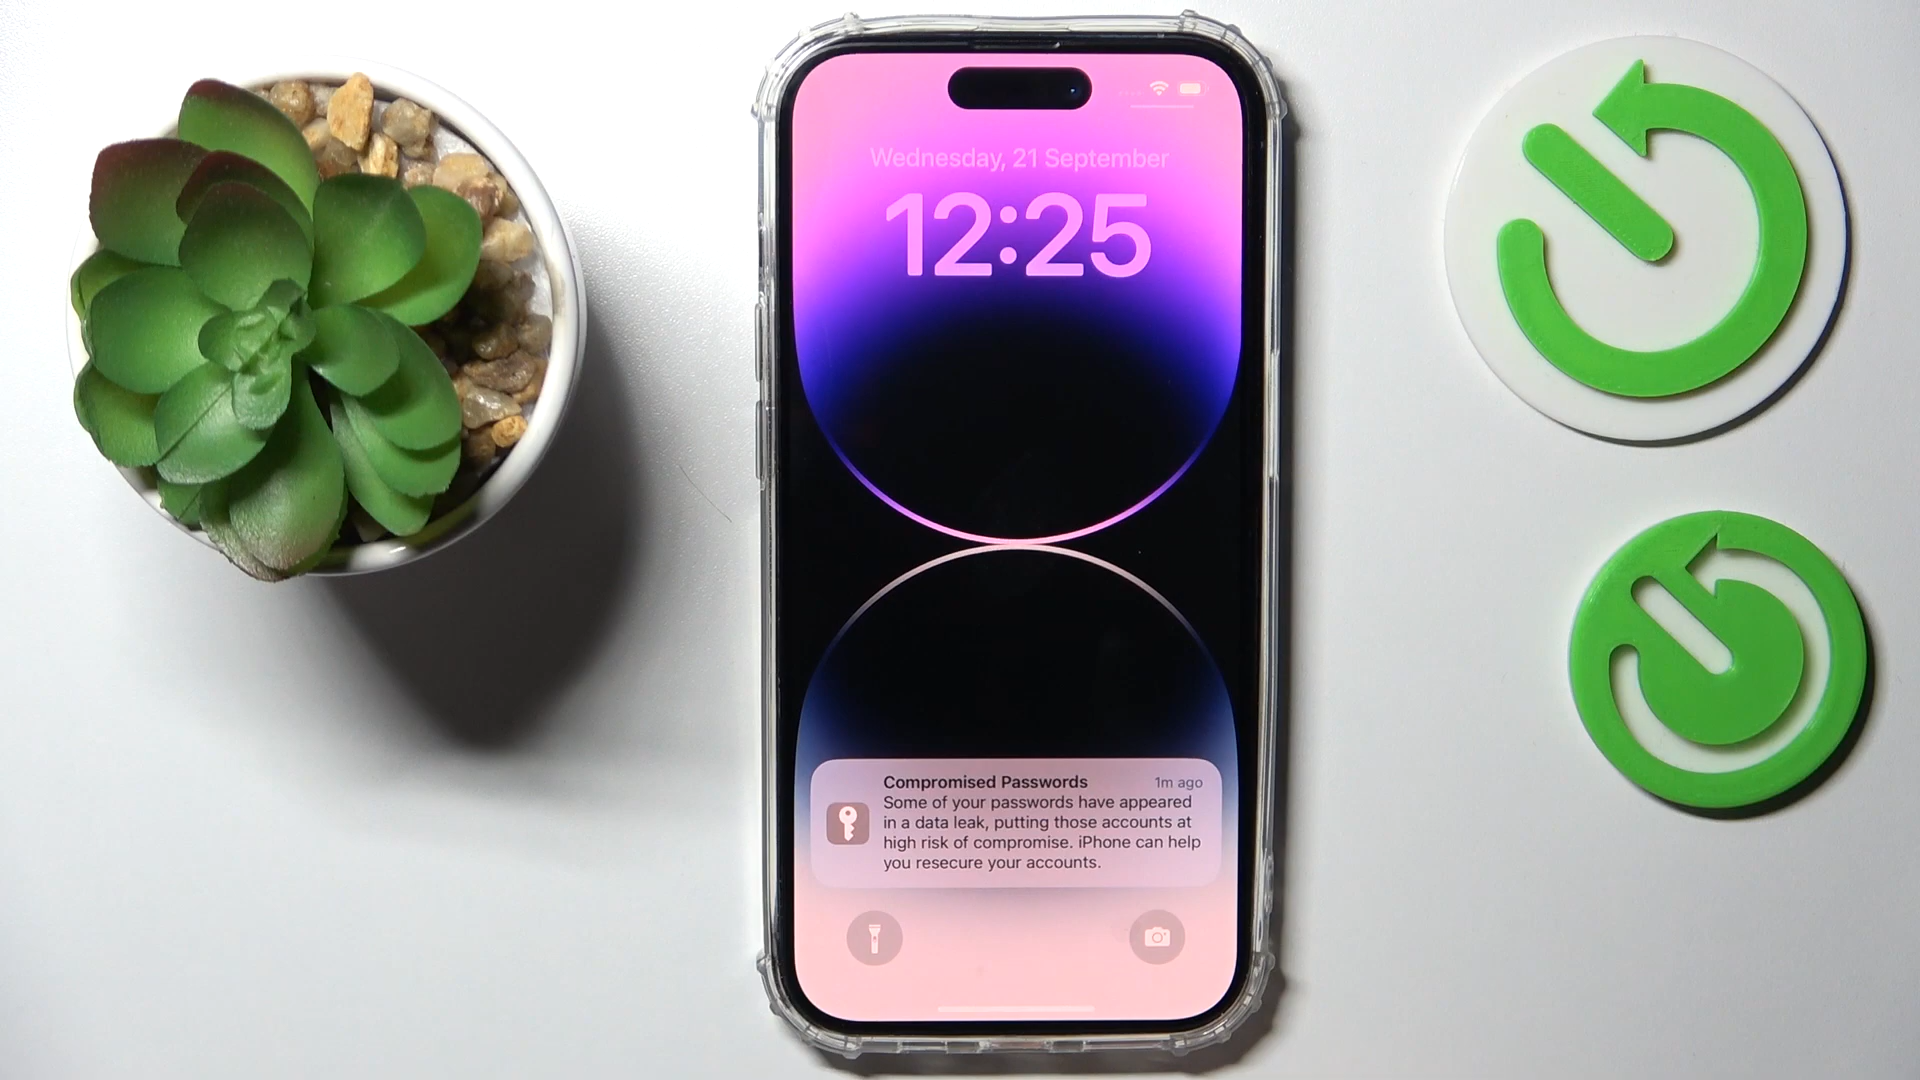 Wednesday, 21 September
12:25
Compromised Passwords 1m ago
Some of your passwords have appeared
in a data leak, putting those accounts at
high risk of compromise. iPhone can help
you resecure your accounts.